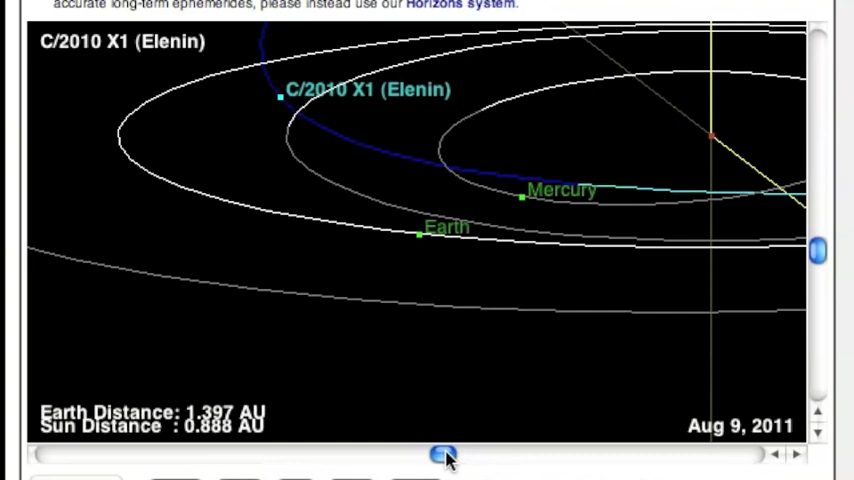 accurate long-term ephemerides, please instead use our Horizons system.
C/2010 X1 (Elenin)
C/2010 X1 (Elenin)
Mercury
Earth
Earth Distance: 1.397 AU
Sun Distance : 0.888 AU
Aug 9, 2011